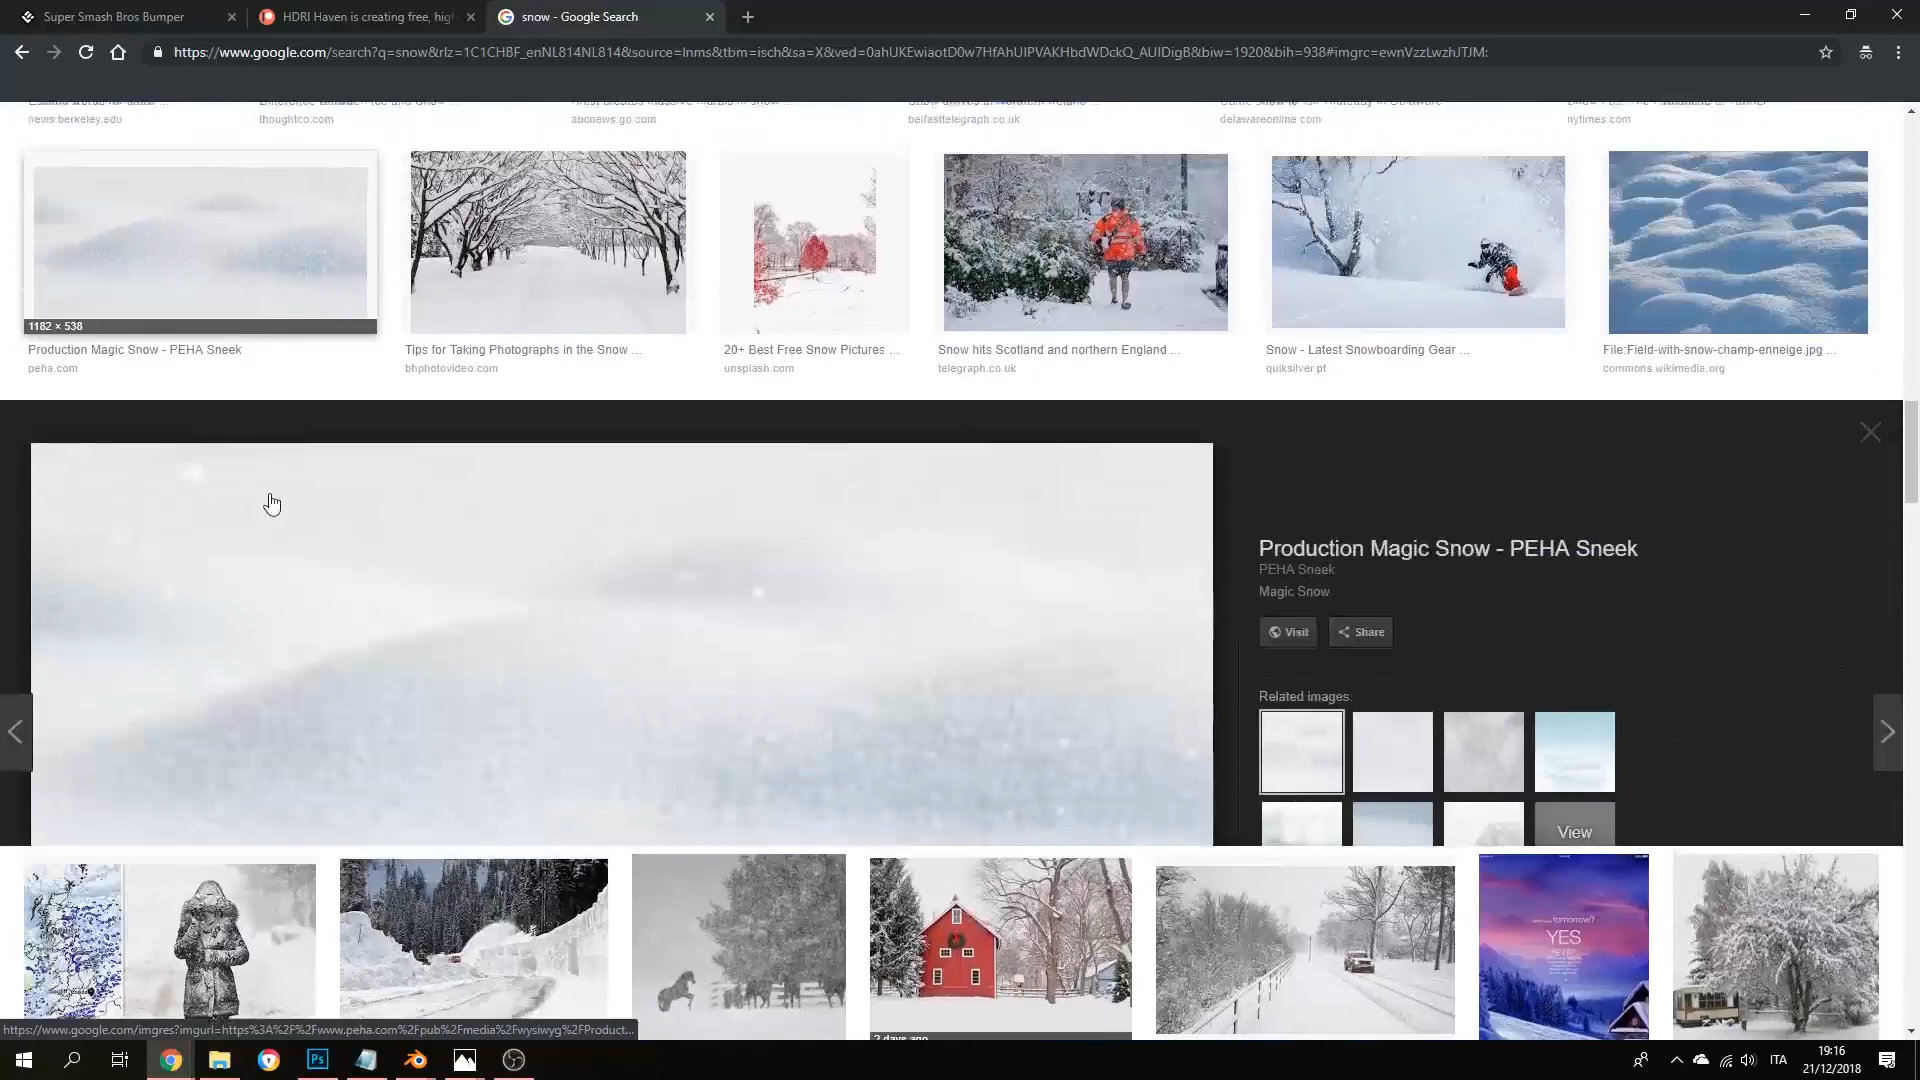 Super Smash Bros Bumper
HDRI Haven is creating free, hig
snow - Google Search
https://www.google.com/search?q=snow&rlz=1C1CHBF_enNL814NL814&source=lnms&tbm=isch&sa=X&ved=0ahUKEwiaotD0w7HfAhUIPVAKHbdWDckQ_AUIDigB&biw=1920&bih=938#imgrc=ewnVzzLwzhJTJM:
news.berkeley.edu
thoughtco.com
abcnews.go.com
belfasttelegraph.co.uk
delawareonline.com
nytimes.com
1182 × 538
Production Magic Snow - PEHA Sneek
peha.com
Tips for Taking Photographs in the Snow ...
bhphotovideo.com
20+ Best Free Snow Pictures ...
unsplash.com
Snow hits Scotland and northern England ...
telegraph.co.uk
Snow - Latest Snowboarding Gear ...
quiksilver.pt
File:Field-with-snow-champ-enneige.jpg ...
commons.wikimedia.org
Production Magic Snow - PEHA Sneek
PEHA Sneek
Magic Snow
Visit
Share
Related images:
View
tomorrow?
YES
2 days ago
https://www.google.com/imgres?imgurl=https%3A%2F%2Fwww.peha.com%2Fpub%2Fmedia%2Fwysiwyg%2FProduct...
Ps
ITA
19:16
21/12/2018